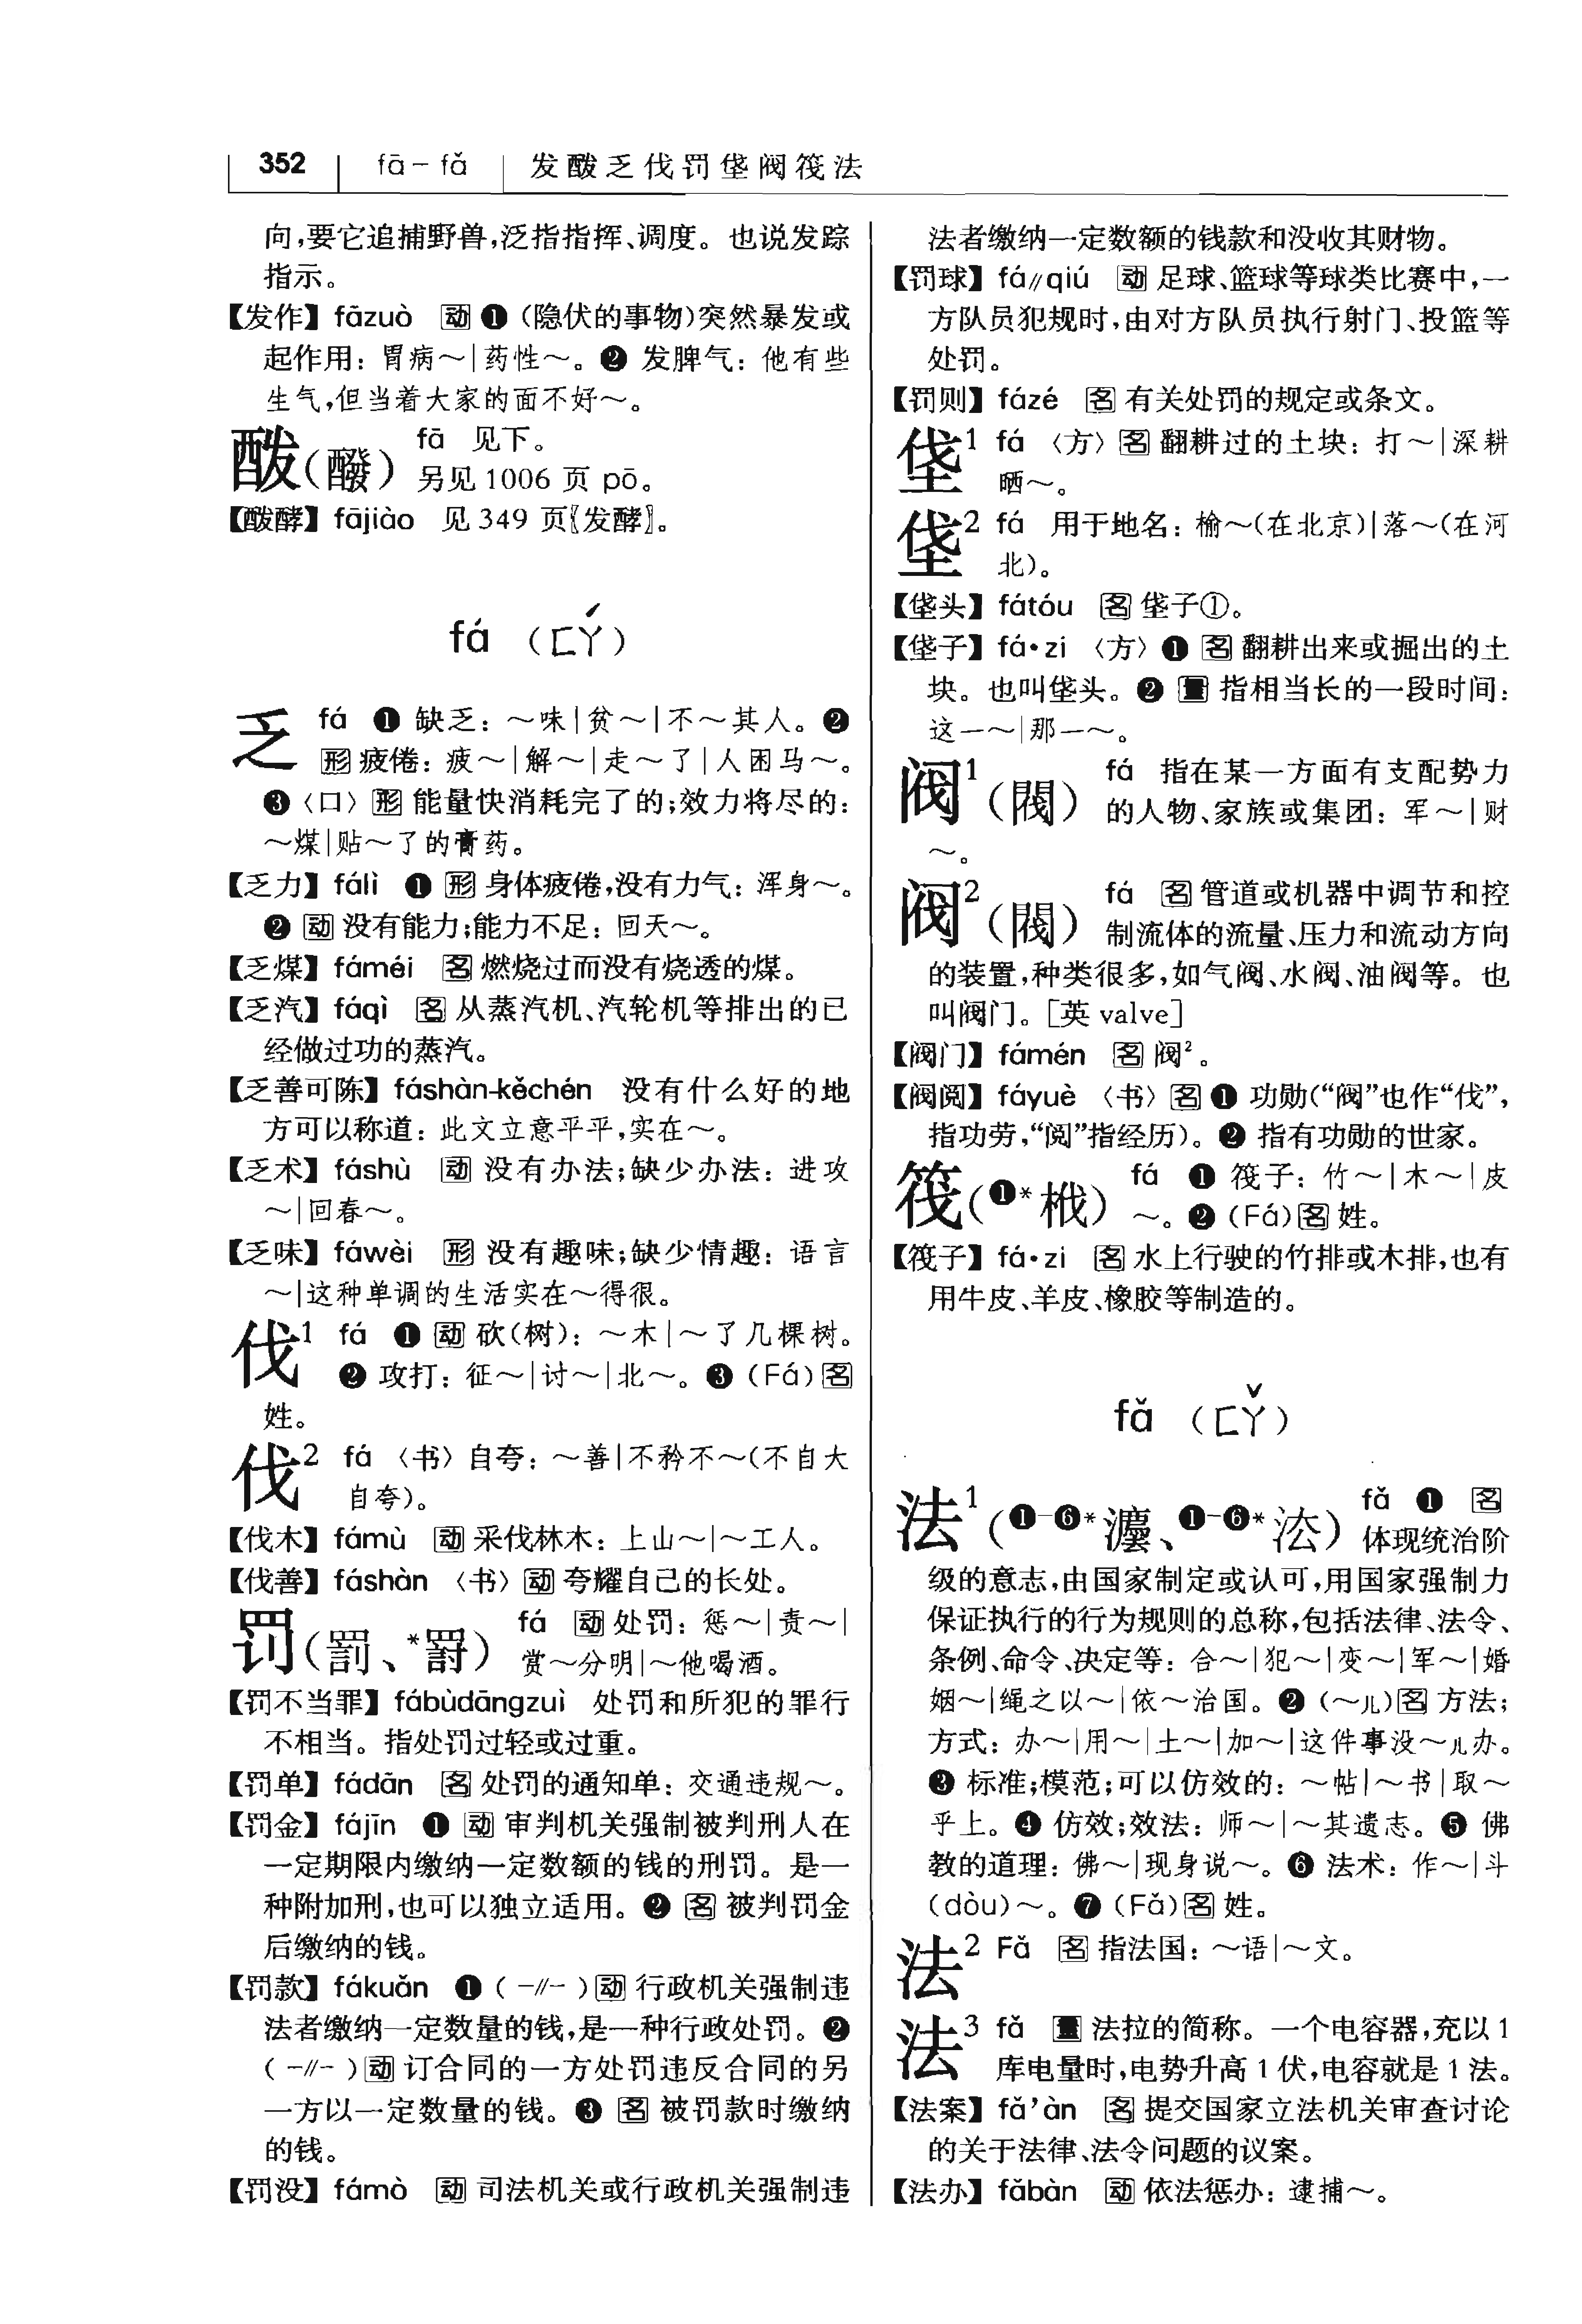 352 fā－fǎ 发酦乏伐罚垡阀筏法
向，要它追捕野兽，泛指指挥、调度。也说发踪
指示。
【发作】fāzuò 动 ❶（隐伏的事物）突然暴发或
起作用：胃病～｜药性～。❷ 发脾气：他有些
生气，但当着大家的面不好～。
酦（醱） fā 见下。
另见 1006 页 pō。
【酦酵】fājiào 见 349 页〖发酵〗。
fá （ㄈㄚˊ）
乏 fá ❶ 缺乏：～味｜贫～｜不～其人。❷
形 疲倦：疲～｜解～｜走～了｜人困马～。
❸〈口〉形 能量快消耗完了的；效力将尽的：
～煤｜贴～了的膏药。
【乏力】fálì ❶ 形 身体疲倦，没有力气：浑身～。
❷ 动 没有能力；能力不足：回天～。
【乏煤】fáméi 名 燃烧过而没有烧透的煤。
【乏汽】fáqì 名 从蒸汽机、汽轮机等排出的已
经做过功的蒸汽。
【乏善可陈】fáshàn-kěchén 没有什么好的地
方可以称道：此文立意平平，实在～。
【乏术】fáshù 动 没有办法；缺少办法：进攻
～｜回春～。
【乏味】fáwèi 形 没有趣味；缺少情趣：语言
～｜这种单调的生活实在～得很。
伐¹ fá ❶ 动 砍（树）：～木｜～了几棵树。
❷ 攻打：征～｜讨～｜北～。❸（Fá）名
姓。
伐² fá〈书〉自夸：～善｜不矜不～（不自大
自夸）。
【伐木】fámù 动 采伐林木：上山～｜～工人。
【伐善】fáshàn〈书〉动 夸耀自己的长处。
罚（罰、*罸） fá 动 处罚：惩～｜责～｜
赏～分明｜～他喝酒。
【罚不当罪】fábùdāngzuì 处罚和所犯的罪行
不相当。指处罚过轻或过重。
【罚单】fádān 名 处罚的通知单：交通违规～。
【罚金】fájīn ❶ 动 审判机关强制被判刑人在
一定期限内缴纳一定数额的钱的刑罚。是一
种附加刑，也可以独立适用。❷ 名 被判罚金
后缴纳的钱。
【罚款】fákuǎn ❶（－//－）动 行政机关强制违
法者缴纳一定数量的钱，是一种行政处罚。❷
（－//－）动 订合同的一方处罚违反合同的另
一方以一定数量的钱。❸ 名 被罚款时缴纳
的钱。
【罚没】fámò 动 司法机关或行政机关强制违
法者缴纳一定数额的钱款和没收其财物。
【罚球】fá//qiú 动 足球、篮球等球类比赛中，一
方队员犯规时，由对方队员执行射门、投篮等
处罚。
【罚则】fázé 名 有关处罚的规定或条文。
垡¹ fá〈方〉名 翻耕过的土块：打～｜深耕
晒～。
垡² fá 用于地名：榆～（在北京）｜落～（在河
北）。
【垡头】fátóu 名 垡子①。
【垡子】fá·zi〈方〉❶ 名 翻耕出来或掘出的土
块。也叫垡头。❷ 量 指相当长的一段时间：
这一～｜那一～。
阀¹（閥） fá 指在某一方面有支配势力
的人物、家族或集团：军～｜财
～。
阀²（閥） fá 名 管道或机器中调节和控
制流体的流量、压力和流动方向
的装置，种类很多，如气阀、水阀、油阀等。也
叫阀门。［英 valve］
【阀门】fámén 名 阀²。
【阀阅】fáyuè〈书〉名 ❶ 功勋（“阀”也作“伐”，
指功劳，“阅”指经历）。❷ 指有功勋的世家。
筏（❶*栰） fá ❶ 筏子：竹～｜木～｜皮
～。❷（Fá）名 姓。
【筏子】fá·zi 名 水上行驶的竹排或木排，也有
用牛皮、羊皮、橡胶等制造的。
fǎ （ㄈㄚˇ）
法¹（❶－❻*灋、❶－❻*㳒） fǎ ❶ 名
体现统治阶
级的意志，由国家制定或认可，用国家强制力
保证执行的行为规则的总称，包括法律、法令、
条例、命令、决定等：合～｜犯～｜变～｜军～｜婚
姻～｜绳之以～｜依～治国。❷（～儿）名 方法；
方式：办～｜用～｜土～｜加～｜这件事没～儿办。
❸ 标准；模范；可以仿效的：～帖｜～书｜取～
乎上。❹ 仿效；效法：师～｜～其遗志。❺ 佛
教的道理：佛～｜现身说～。❻ 法术：作～｜斗
（dòu）～。❼（Fǎ）名 姓。
法² Fǎ 名 指法国：～语｜～文。
法³ fǎ 量 法拉的简称。一个电容器，充以 1
库电量时，电势升高 1 伏，电容就是 1 法。
【法案】fǎ’àn 名 提交国家立法机关审查讨论
的关于法律、法令问题的议案。
【法办】fǎbàn 动 依法惩办：逮捕～。